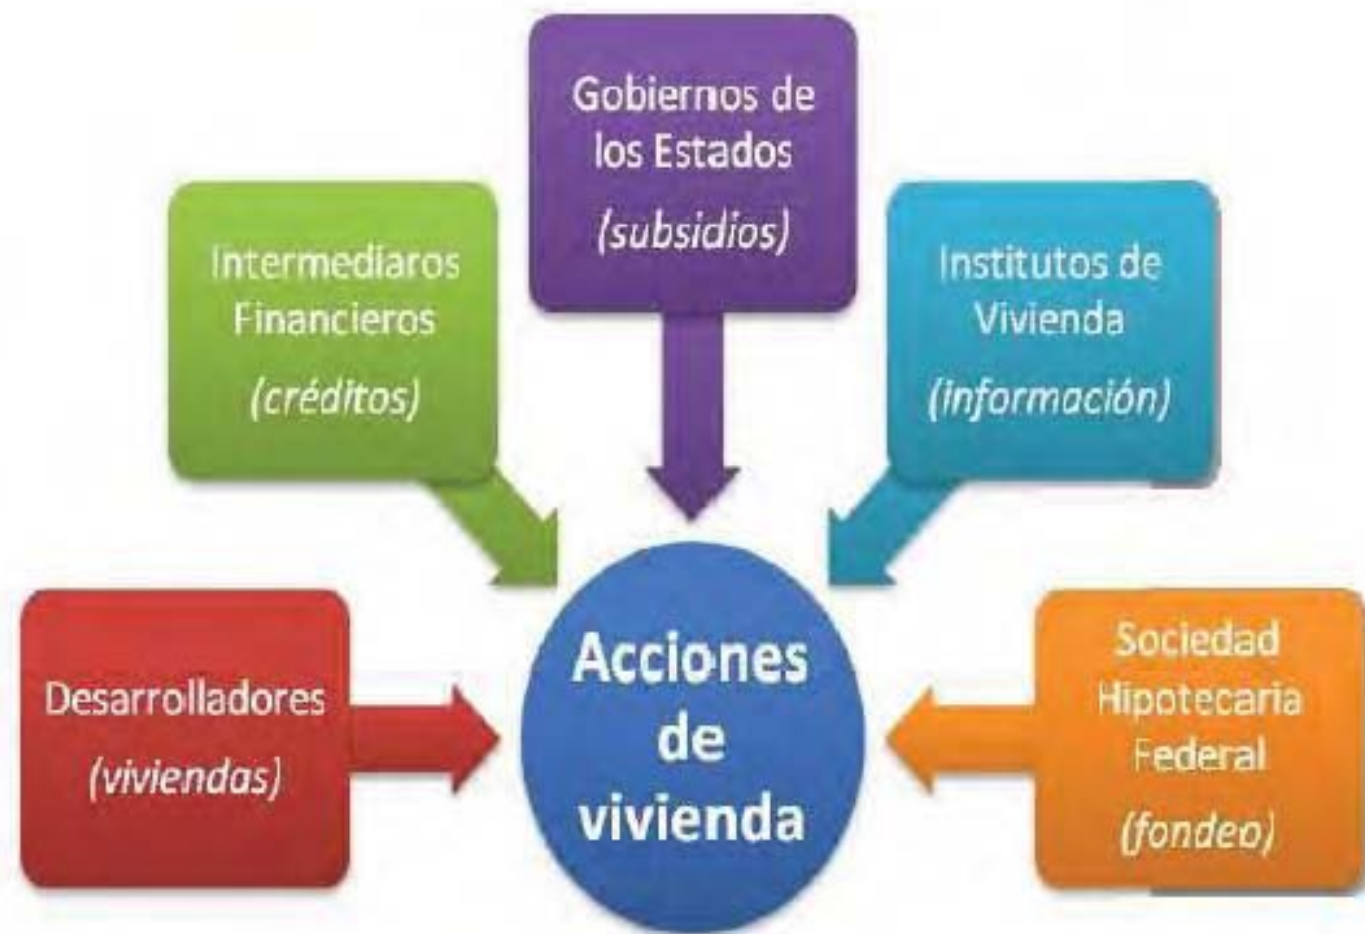 Gobiernos de
los Estados
(subsidios)
Intermediaros
Financieros
(créditos)
Institutos de
Vivienda
(información)
Desarrolladores
(viviendas)
Acciones
de
vivienda
Sociedad
Hipotecaria
Federal
(fondeo)